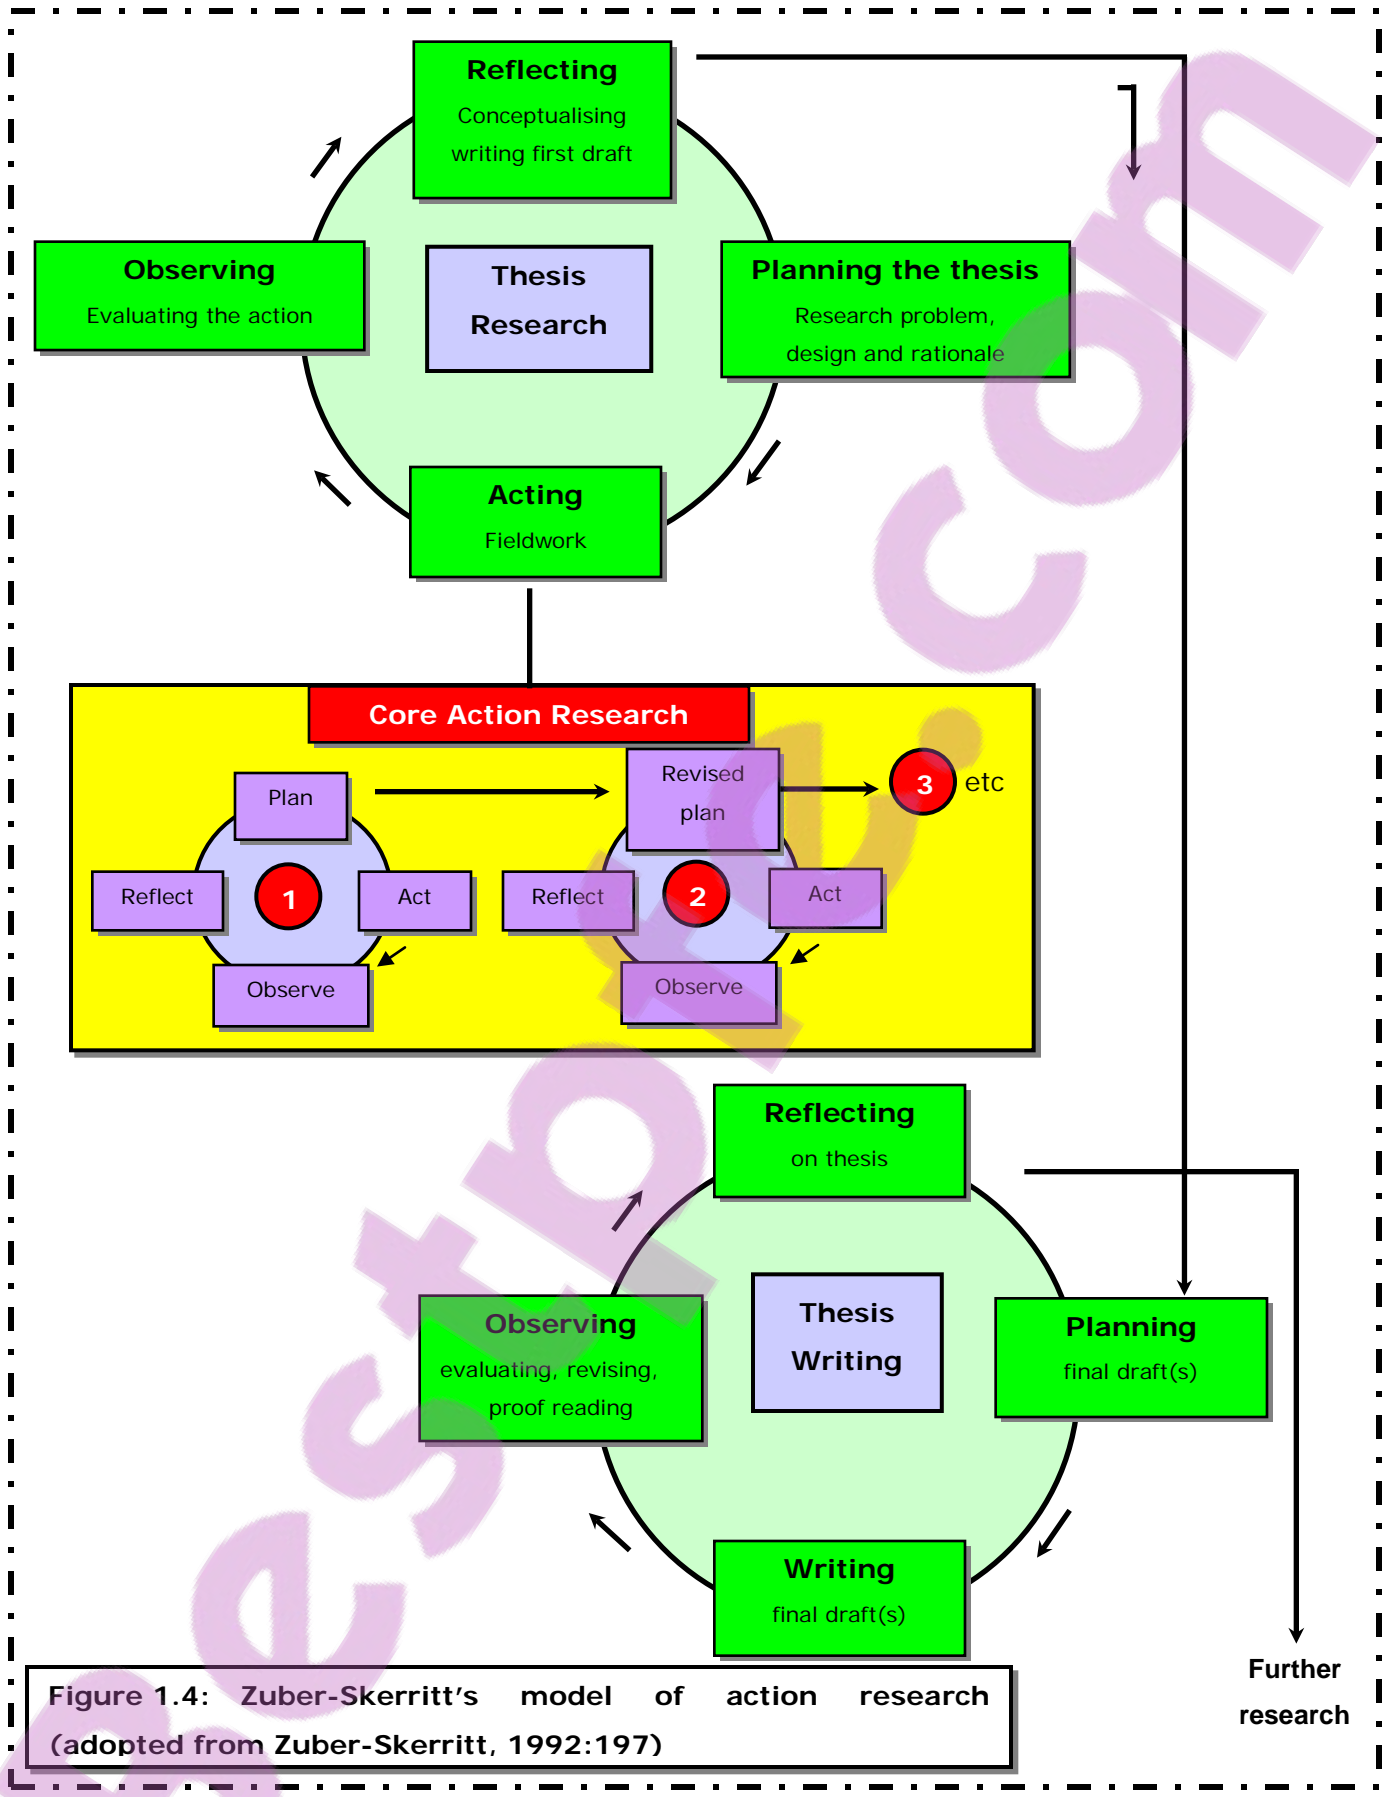 Reflecting
Conceptualising
writing first draft
Observing
Evaluating the action
Thesis
Research
Planning the thesis
Research problem,
design and rationale
Acting
Fieldwork
Core Action Research
Plan
Reflect
1
Act
Observe
Revised
plan
Reflect
2
Act
Observe
3 etc
Reflecting
on thesis
Observing
evaluating, revising,
proof reading
Thesis
Writing
Planning
final draft(s)
Writing
final draft(s)
Further
research
Figure 1.4: Zuber-Skerritt's model of action research
(adopted from Zuber-Skerritt, 1992:197)
Bestpfe.com